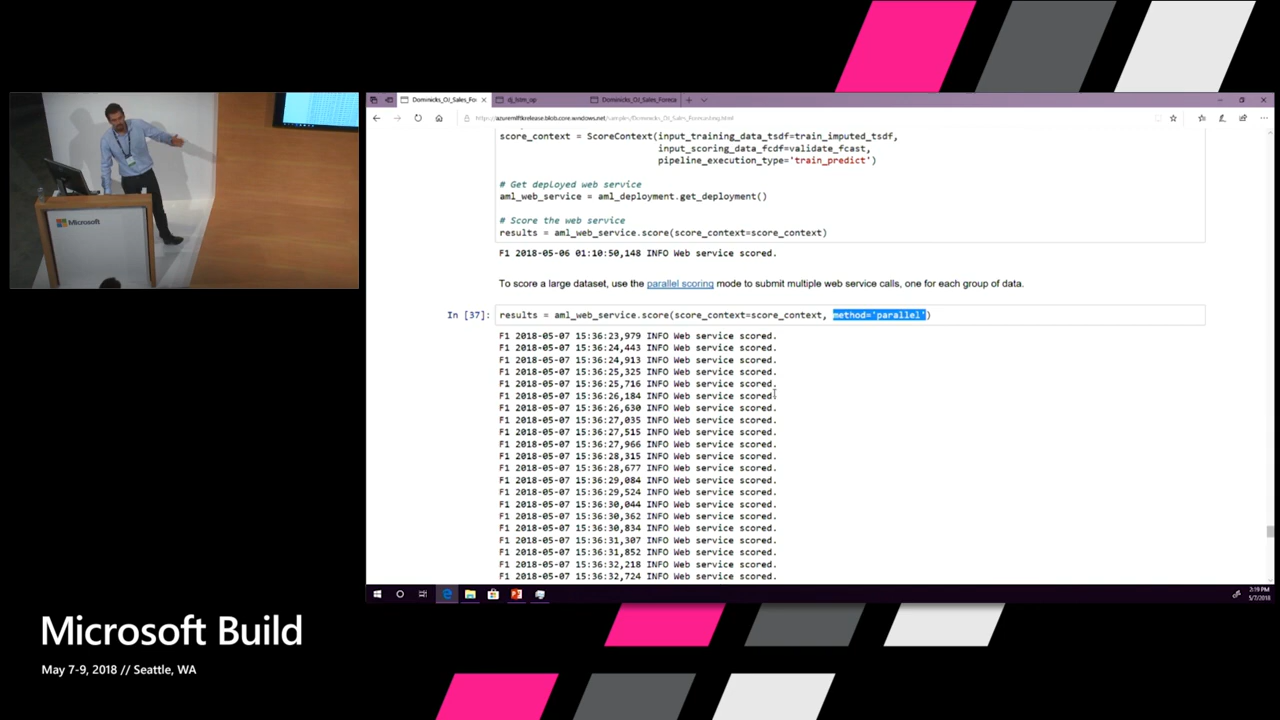 Microsoft
Dominicks_OJ_Sales_For
oj_lstm_op
Dominicks_OJ_Sales_Foreca
score_context = ScoreContext(input_training_data_tsdf=train_imputed_tsdf,
input_scoring_data_fcdf=validate_fcast,
pipeline_execution_type='train_predict')
# Get deployed web service
aml_web_service = aml_deployment.get_deployment()
# Score the web service
results = aml_web_service.score(score_context=score_context)
F1 2018-05-06 01:10:50,148 INFO Web service scored.
To score a large dataset, use the parallel scoring mode to submit multiple web service calls, one for each group of data.
In [37]: results = aml_web_service.score(score_context=score_context, method='parallel')
F1 2018-05-07 15:36:23,979 INFO Web service scored.
F1 2018-05-07 15:36:24,443 INFO Web service scored.
F1 2018-05-07 15:36:24,913 INFO Web service scored.
F1 2018-05-07 15:36:25,325 INFO Web service scored.
F1 2018-05-07 15:36:25,716 INFO Web service scored.
F1 2018-05-07 15:36:26,184 INFO Web service scored.
F1 2018-05-07 15:36:26,630 INFO Web service scored.
F1 2018-05-07 15:36:27,035 INFO Web service scored.
F1 2018-05-07 15:36:27,515 INFO Web service scored.
F1 2018-05-07 15:36:27,966 INFO Web service scored.
F1 2018-05-07 15:36:28,315 INFO Web service scored.
F1 2018-05-07 15:36:28,677 INFO Web service scored.
F1 2018-05-07 15:36:29,084 INFO Web service scored.
F1 2018-05-07 15:36:29,524 INFO Web service scored.
F1 2018-05-07 15:36:30,044 INFO Web service scored.
F1 2018-05-07 15:36:30,362 INFO Web service scored.
F1 2018-05-07 15:36:30,834 INFO Web service scored.
F1 2018-05-07 15:36:31,307 INFO Web service scored.
F1 2018-05-07 15:36:31,852 INFO Web service scored.
F1 2018-05-07 15:36:32,218 INFO Web service scored.
F1 2018-05-07 15:36:32,724 INFO Web service scored.
2:19 PM
5/7/2018
Microsoft Build
May 7-9, 2018 // Seattle, WA